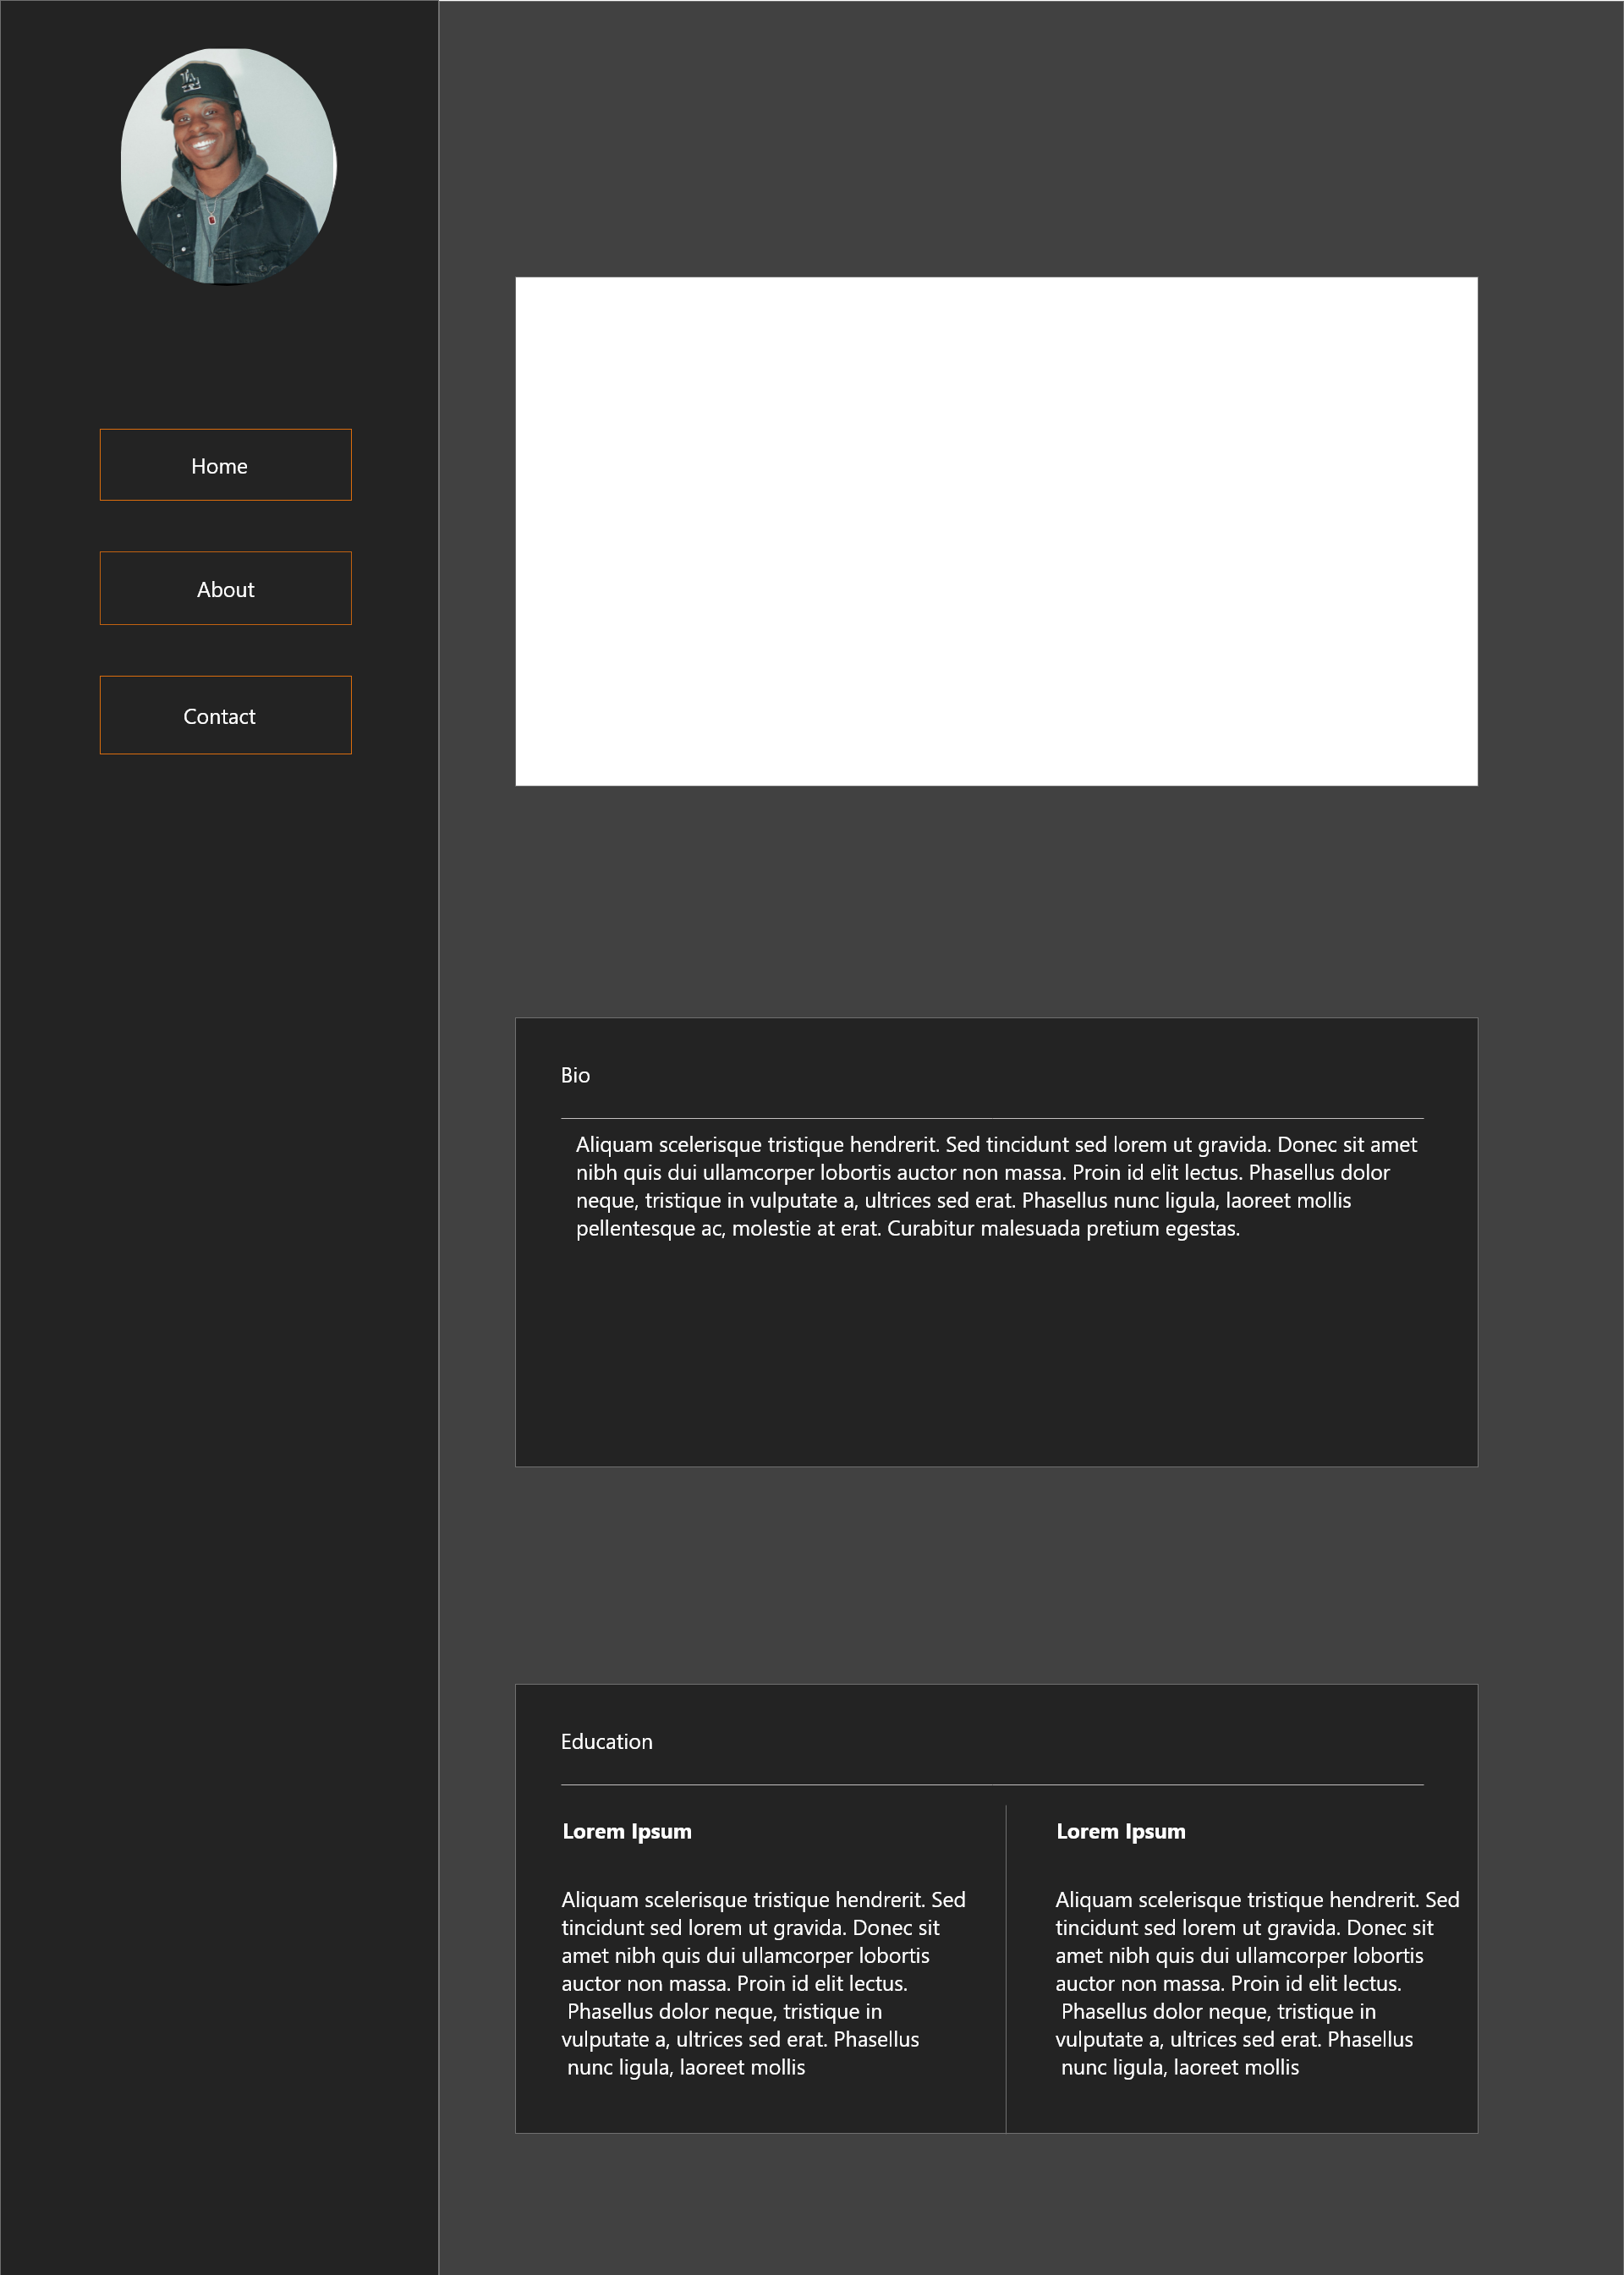 Home
About
Contact
Bio
Aliquam scelerisque tristique hendrerit. Sed tincidunt sed lorem ut gravida. Donec sit amet
nibh quis dui ullamcorper lobortis auctor non massa. Proin id elit lectus. Phasellus dolor
neque, tristique in vulputate a, ultrices sed erat. Phasellus nunc ligula, laoreet mollis
pellentesque ac, molestie at erat. Curabitur malesuada pretium egestas.
Education
Lorem Ipsum
Aliquam scelerisque tristique hendrerit. Sed
tincidunt sed lorem ut gravida. Donec sit
amet nibh quis dui ullamcorper lobortis
auctor non massa. Proin id elit lectus.
Phasellus dolor neque, tristique in
vulputate a, ultrices sed erat. Phasellus
nunc ligula, laoreet mollis
Lorem Ipsum
Aliquam scelerisque tristique hendrerit. Sed
tincidunt sed lorem ut gravida. Donec sit
amet nibh quis dui ullamcorper lobortis
auctor non massa. Proin id elit lectus.
Phasellus dolor neque, tristique in
vulputate a, ultrices sed erat. Phasellus
nunc ligula, laoreet mollis